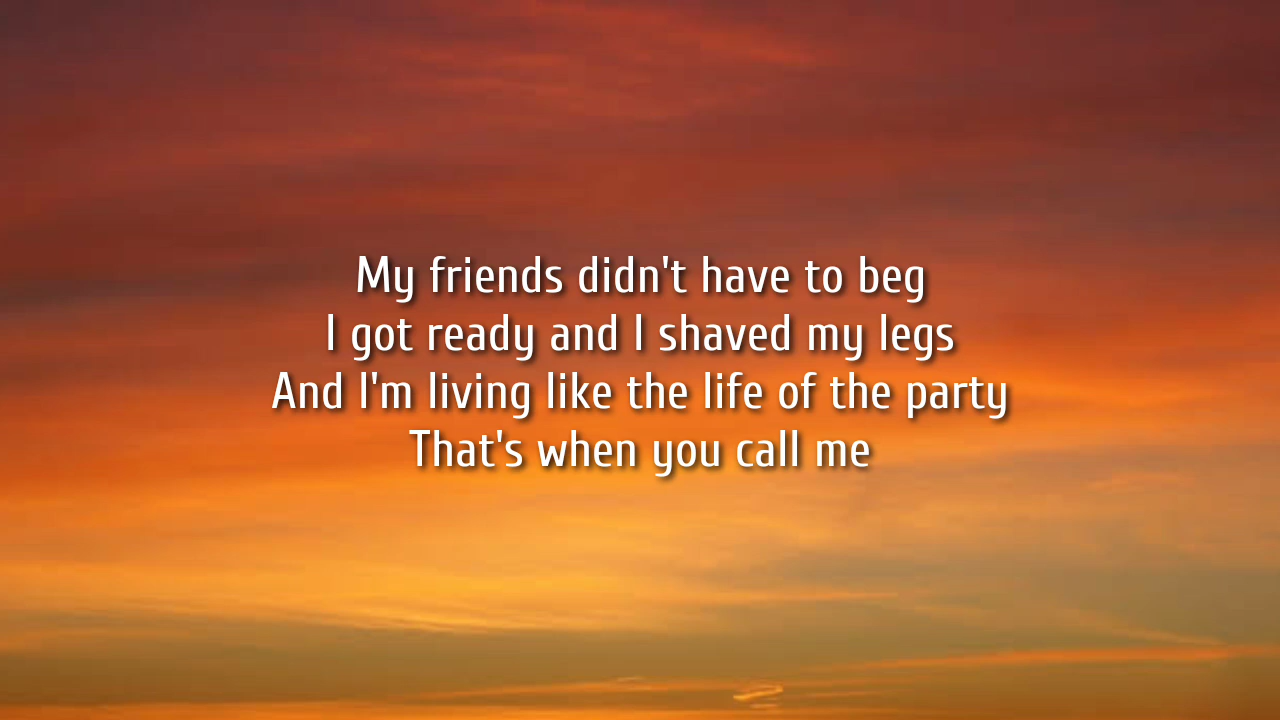 My friends didn't have to beg
I got ready and I shaved my legs
And I'm living like the life of the party
That's when you call me